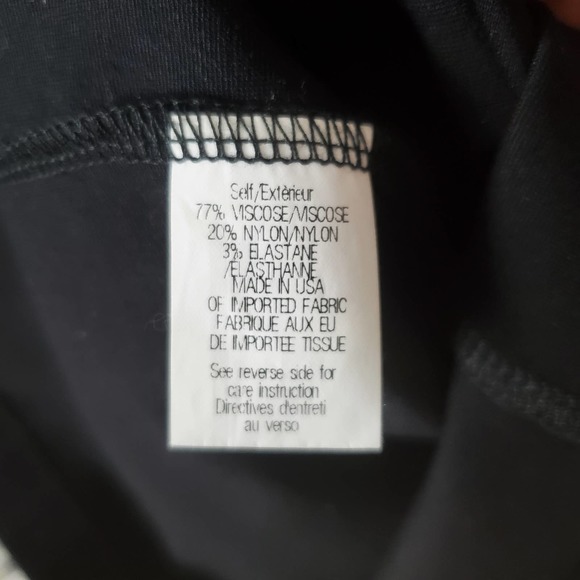 Self/Extèrieur
77% VISCOSE/VISCOSE
20% NYLON/NYLON
3% ELASTANE
/ELASTHANNE
MADE IN USA
OF IMPORTED FABRIC
FABRIQUE AUX EU
DE IMPORTEE TISSUE
See reverse side for
care instruction
Directives d'entreti
au verso